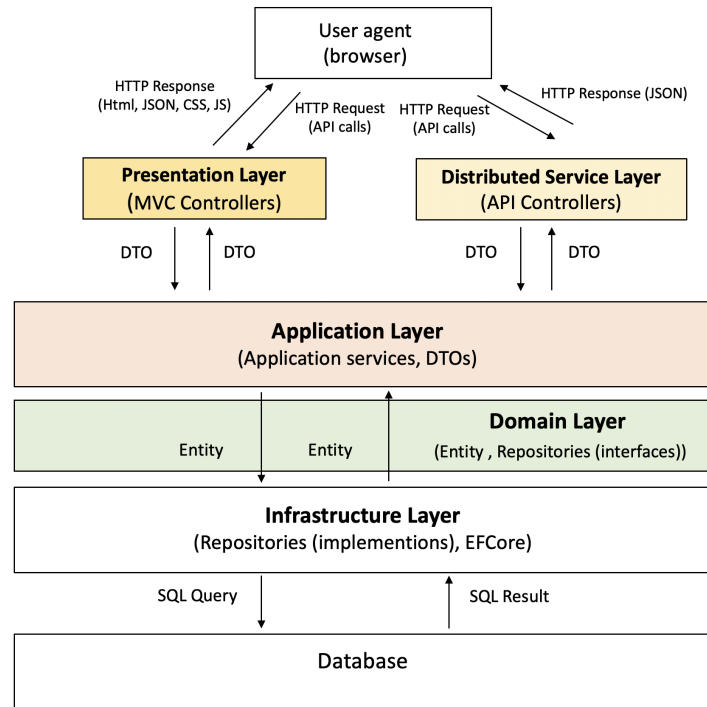 User agent
(browser)
HTTP Response
(Html, JSON, CSS, JS)
HTTP Request
(API calls)
HTTP Request
(API calls)
HTTP Response (JSON)
Presentation Layer
(MVC Controllers)
Distributed Service Layer
(API Controllers)
DTO
DTO
DTO
DTO
Application Layer
(Application services, DTOs)
Domain Layer
(Entity , Repositories (interfaces))
Entity
Entity
Infrastructure Layer
(Repositories (implementions), EFCore)
SQL Query
SQL Result
Database